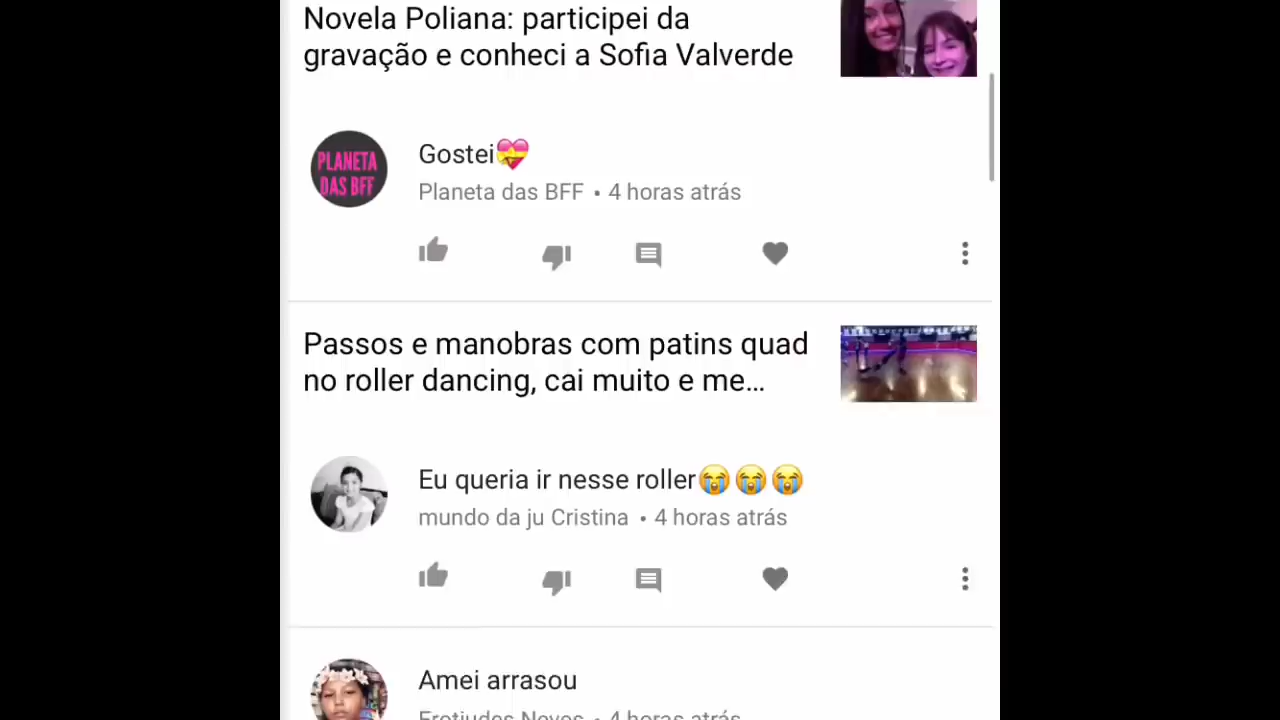 Novela Poliana: participei da
gravação e conheci a Sofia Valverde
PLANETA
DAS BFF
Gostei💝
Planeta das BFF • 4 horas atrás
Passos e manobras com patins quad
no roller dancing, cai muito e me...
Eu queria ir nesse roller😭😭😭
mundo da ju Cristina • 4 horas atrás
Amei arrasou
• 4 horas atrás